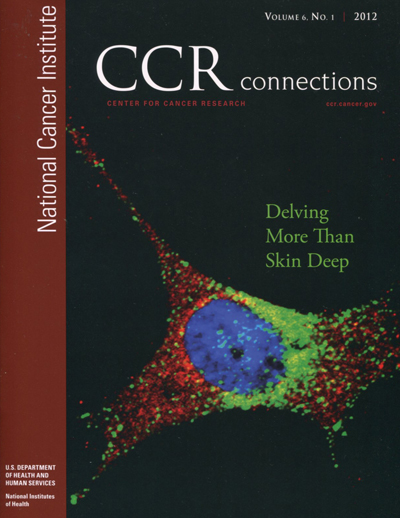 VOLUME 6, NO. 1 | 2012
National Cancer Institute
CCR connections
CENTER FOR CANCER RESEARCH
ccr.cancer.gov
Delving
More Than
Skin Deep
U.S. DEPARTMENT
OF HEALTH AND
HUMAN SERVICES
National Institutes
of Health